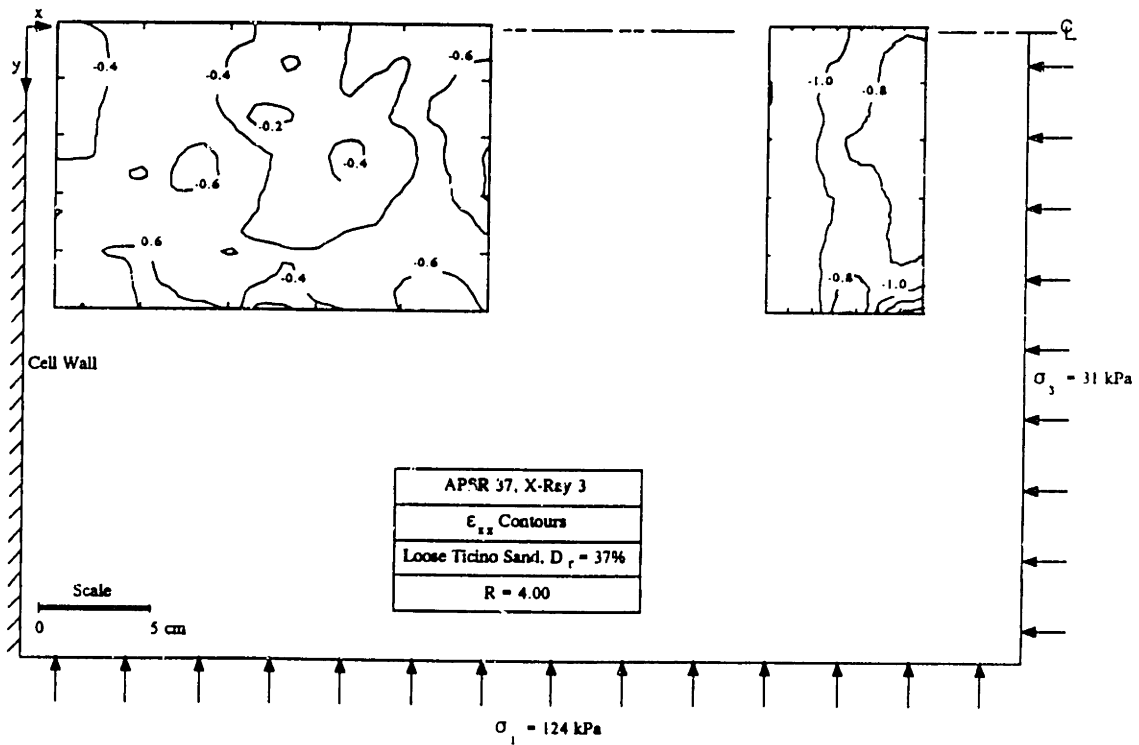 x
y
℄
-0.4
-0.4
-0.6
-0.2
-0.4
-0.6
0.6
-0.4
-0.6
-1.0
-0.8
-0.8
-1.0
Cell Wall
σ₃ = 31 kPa
APSR 37, X-Ray 3
εₓₓ Contours
Loose Ticino Sand, D r = 37%
R = 4.00
Scale
0 5 cm
σ₁ = 124 kPa